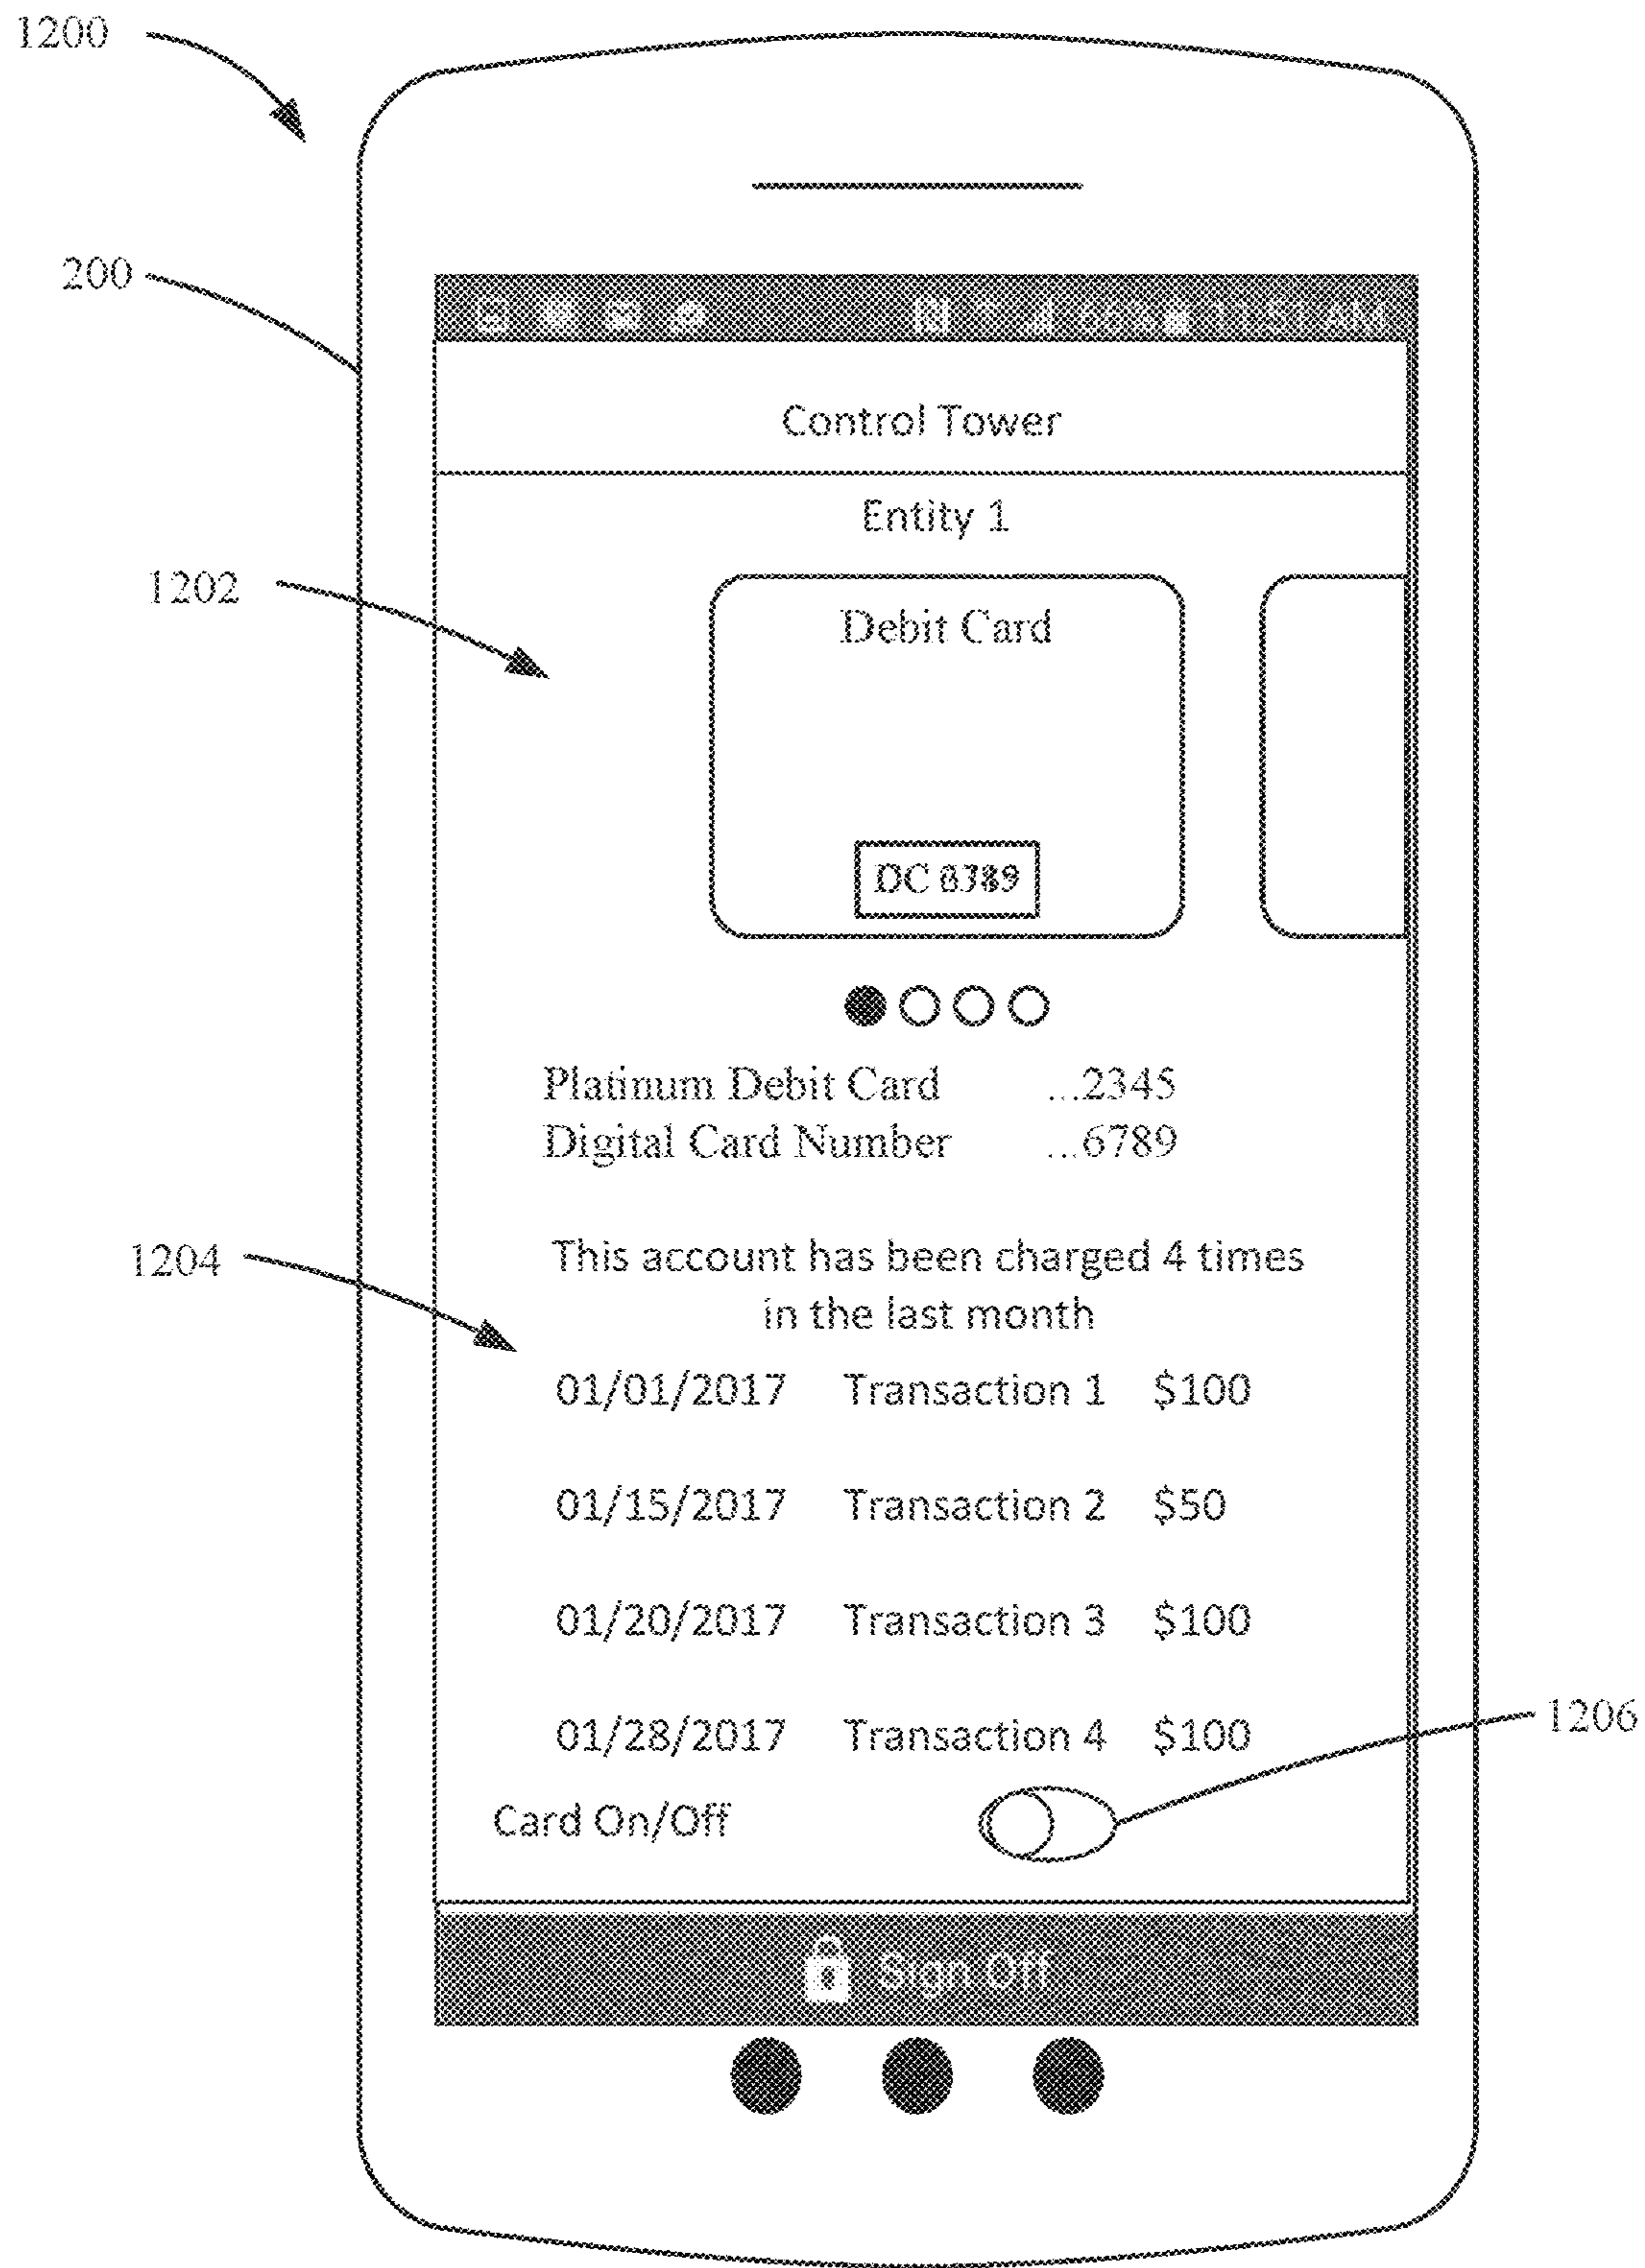 1200
200
11:51 AM
Control Tower
Entity 1
1202
Debit Card
DC
Platinum Debit Card ...2345
Digital Card Number ...6789
1204
This account has been charged 4 times
in the last month
01/01/2017 Transaction 1 $100
01/15/2017 Transaction 2 $50
01/20/2017 Transaction 3 $100
01/28/2017 Transaction 4 $100
1206
Card On/Off
Sign Off